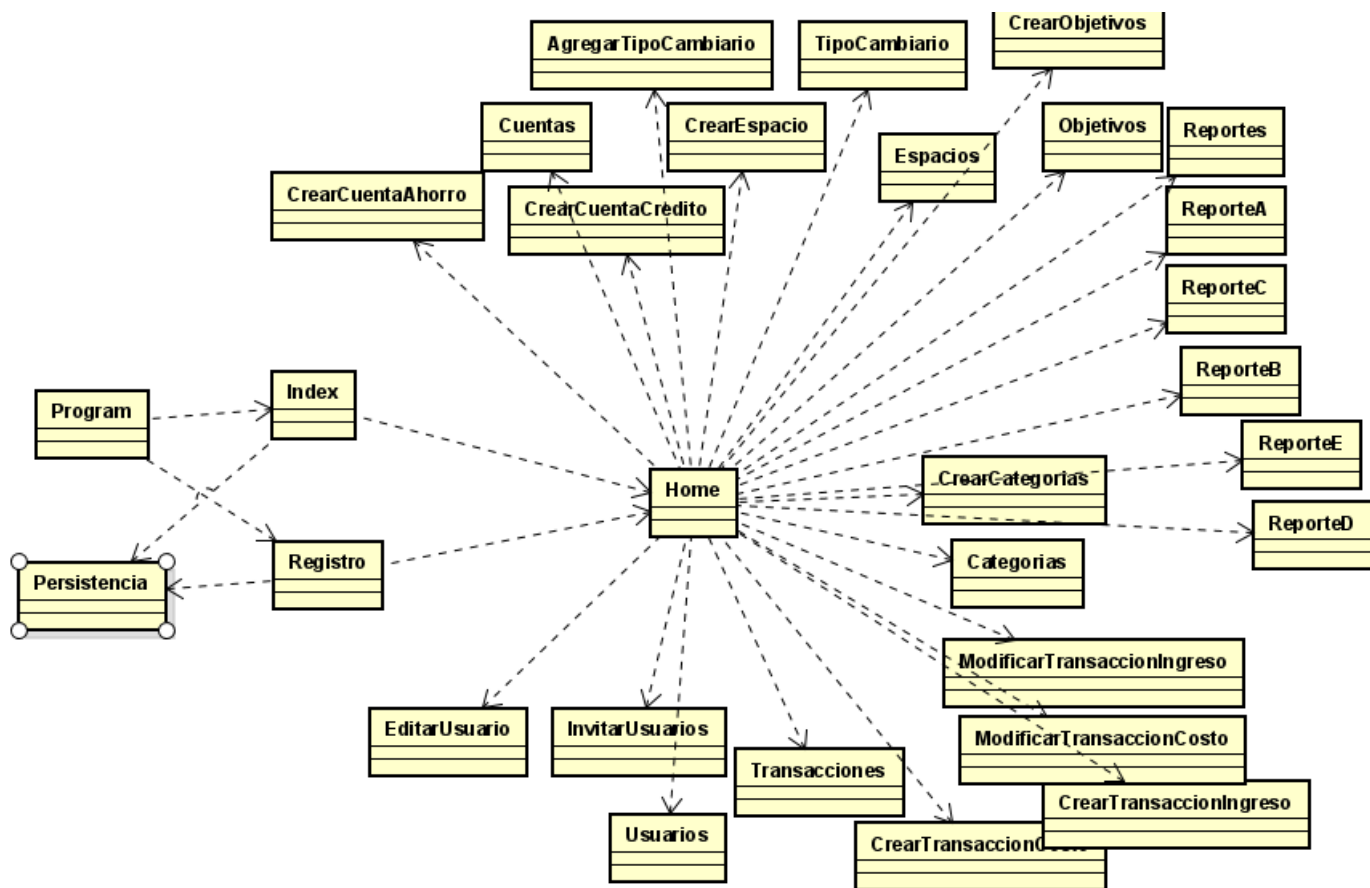 CrearObjetivos
AgregarTipoCambiario
TipoCambiario
Cuentas
CrearEspacio
Objetivos
Reportes
Espacios
CrearCuentaAhorro
CrearCuentaCredito
ReporteA
ReporteC
ReporteB
Index
Program
ReporteE
CrearCategorias
Home
ReporteD
Registro
Categorias
Persistencia
ModificarTransaccionIngreso
EditarUsuario
InvitarUsuarios
ModificarTransaccionCosto
Transacciones
CrearTransaccionIngreso
Usuarios
CrearTransaccionCosto